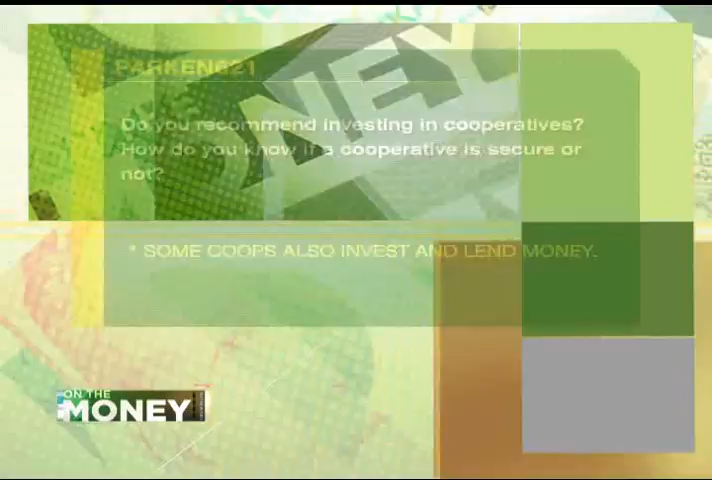 PARKEN621
Do you recommend investing in cooperatives?
How do you know if a cooperative is secure or
not?
* SOME COOPS ALSO INVEST AND LEND MONEY.
ON THE
MONEY